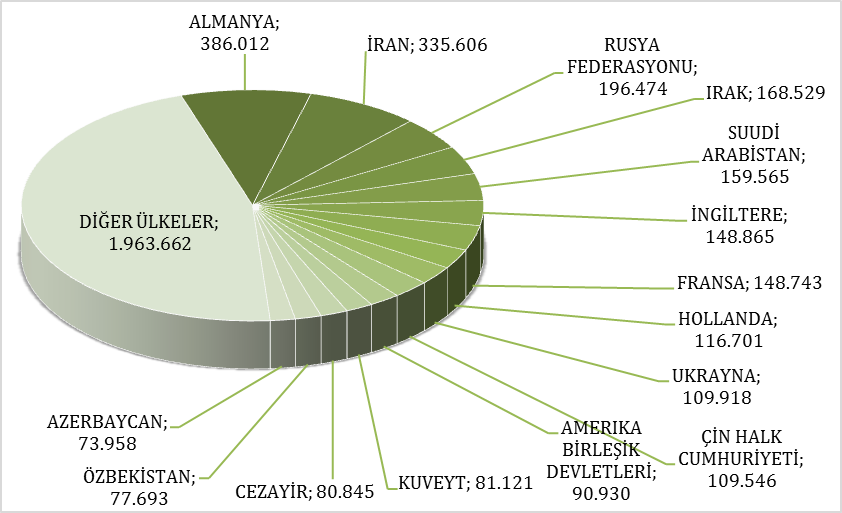 ALMANYA;
386.012
İRAN; 335.606
RUSYA
FEDERASYONU;
196.474
IRAK; 168.529
SUUDİ
ARABİSTAN;
159.565
İNGİLTERE;
148.865
FRANSA; 148.743
HOLLANDA;
116.701
UKRAYNA;
109.918
ÇİN HALK
CUMHURİYETİ;
109.546
AMERIKA
BİRLEŞİK
DEVLETLERİ;
90.930
KUVEYT; 81.121
CEZAYİR; 80.845
ÖZBEKİSTAN;
77.693
AZERBAYCAN;
73.958
DİĞER ÜLKELER;
1.963.662